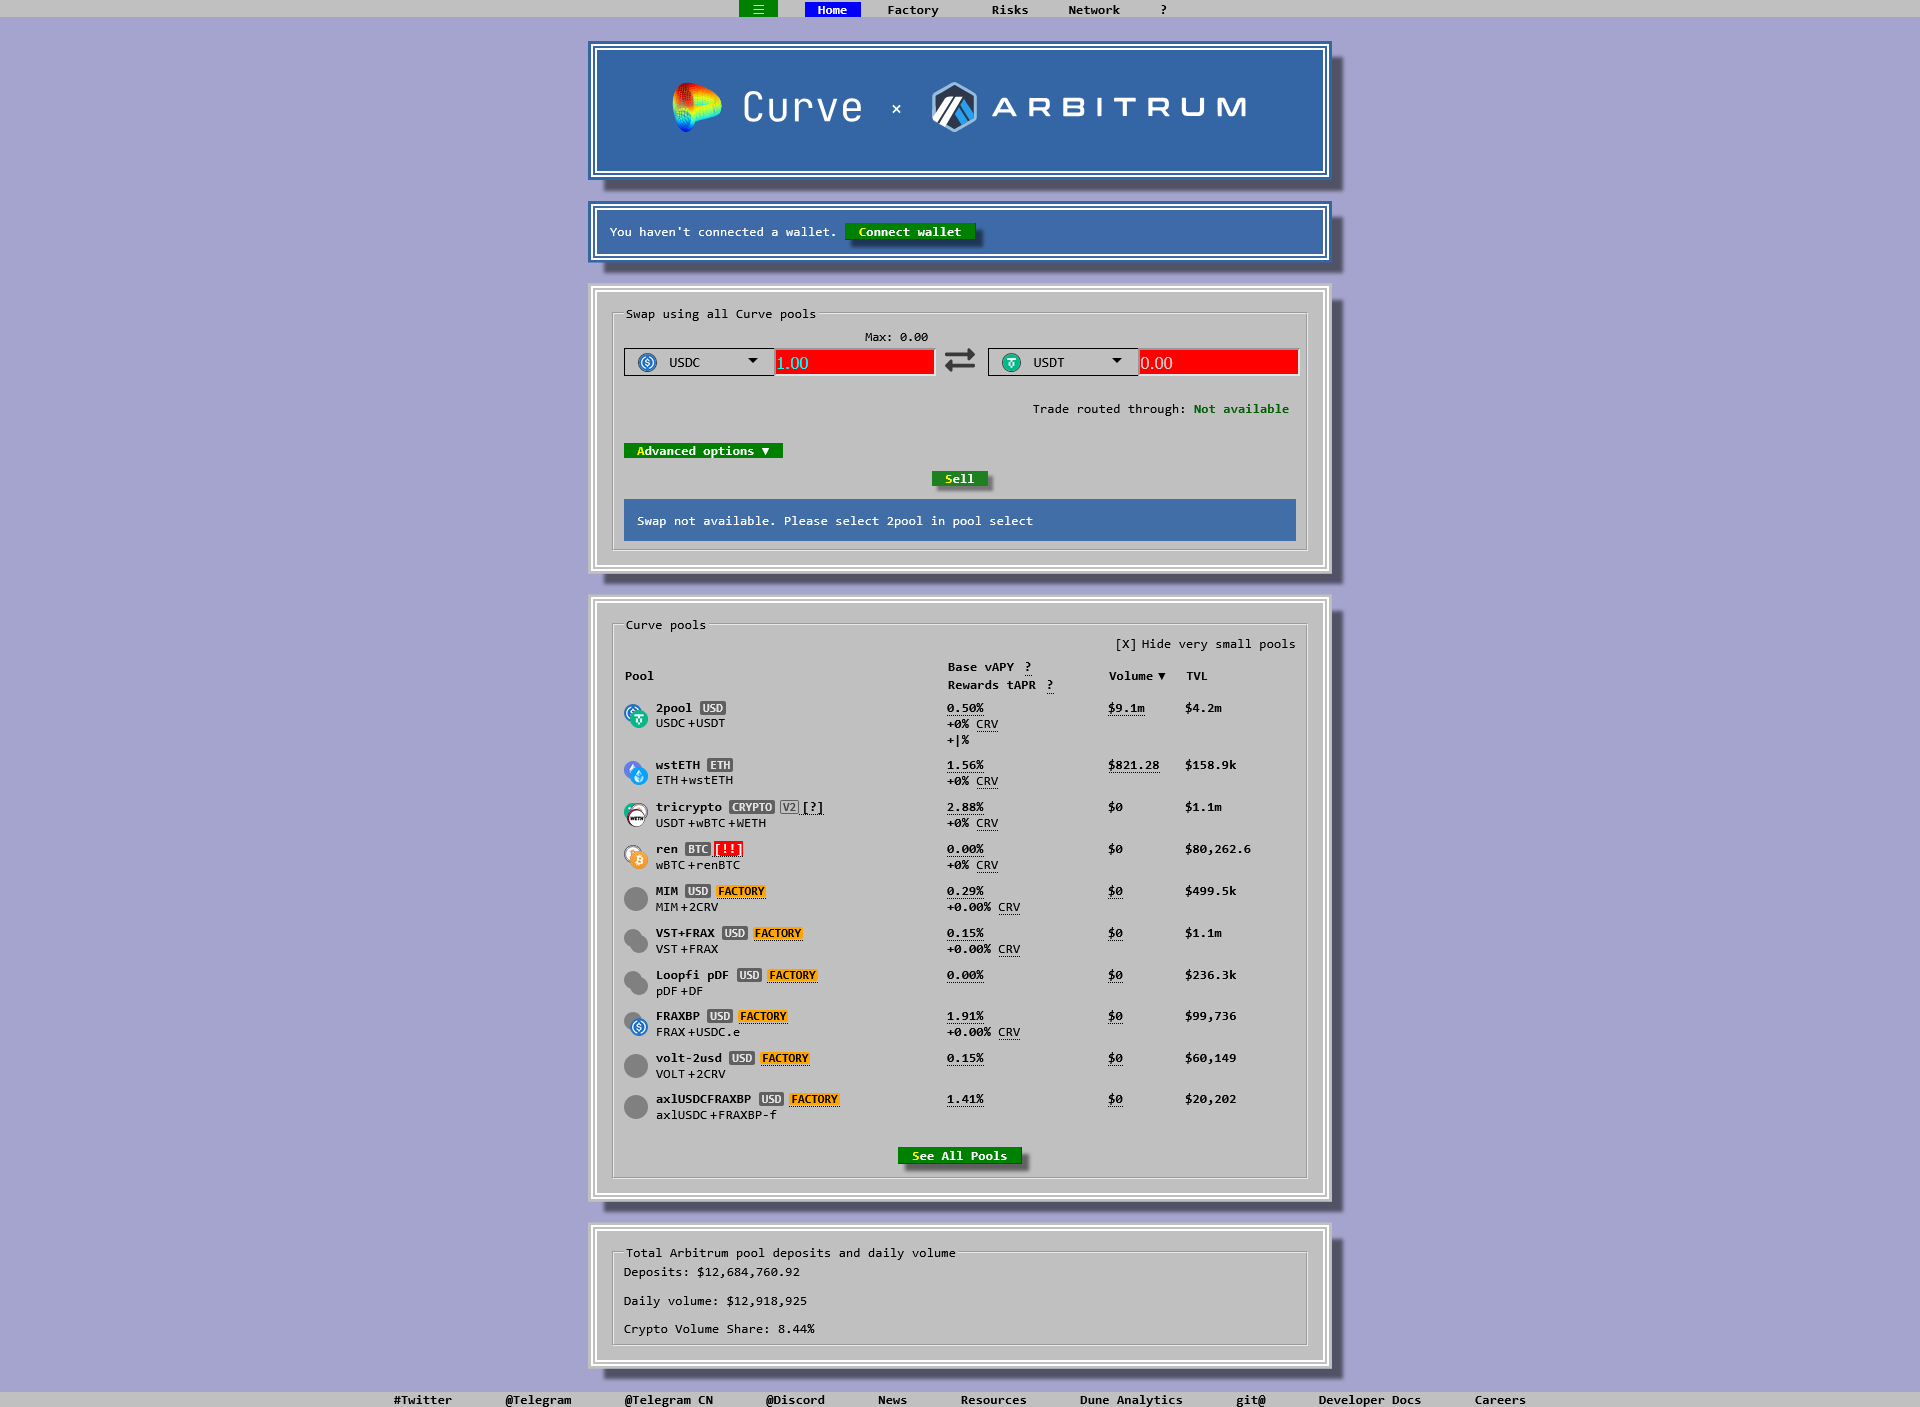 ☰ Home Factory Risks Network ?
Curve × ARBITRUM
You haven't connected a wallet. Connect wallet
Swap using all Curve pools
Max: 0.00
USDC 1.00 USDT 0.00
Trade routed through: Not available
Advanced options ▼
Sell
Swap not available. Please select 2pool in pool select
Curve pools
[X] Hide very small pools
Base vAPY ?
Pool Volume ▼ TVL
Rewards tAPR ?
2pool USD 0.50% $9.1m $4.2m
USDC+USDT +0% CRV
+|%
wstETH ETH 1.56% $821.28 $158.9k
ETH+wstETH +0% CRV
tricrypto CRYPTO V2 [?] 2.88% $0 $1.1m
USDT+wBTC+WETH +0% CRV
ren BTC [!!] 0.00% $0 $80,262.6
wBTC+renBTC +0% CRV
MIM USD FACTORY 0.29% $0 $499.5k
MIM+2CRV +0.00% CRV
VST+FRAX USD FACTORY 0.15% $0 $1.1m
VST+FRAX +0.00% CRV
Loopfi pDF USD FACTORY 0.00% $0 $236.3k
pDF+DF
FRAXBP USD FACTORY 1.91% $0 $99,736
FRAX+USDC.e +0.00% CRV
volt-2usd USD FACTORY 0.15% $0 $60,149
VOLT+2CRV
axlUSDCFRAXBP USD FACTORY 1.41% $0 $20,202
axlUSDC+FRAXBP-f
See All Pools
Total Arbitrum pool deposits and daily volume
Deposits: $12,684,760.92
Daily volume: $12,918,925
Crypto Volume Share: 8.44%
#Twitter @Telegram @Telegram CN @Discord News Resources Dune Analytics git@ Developer Docs Careers